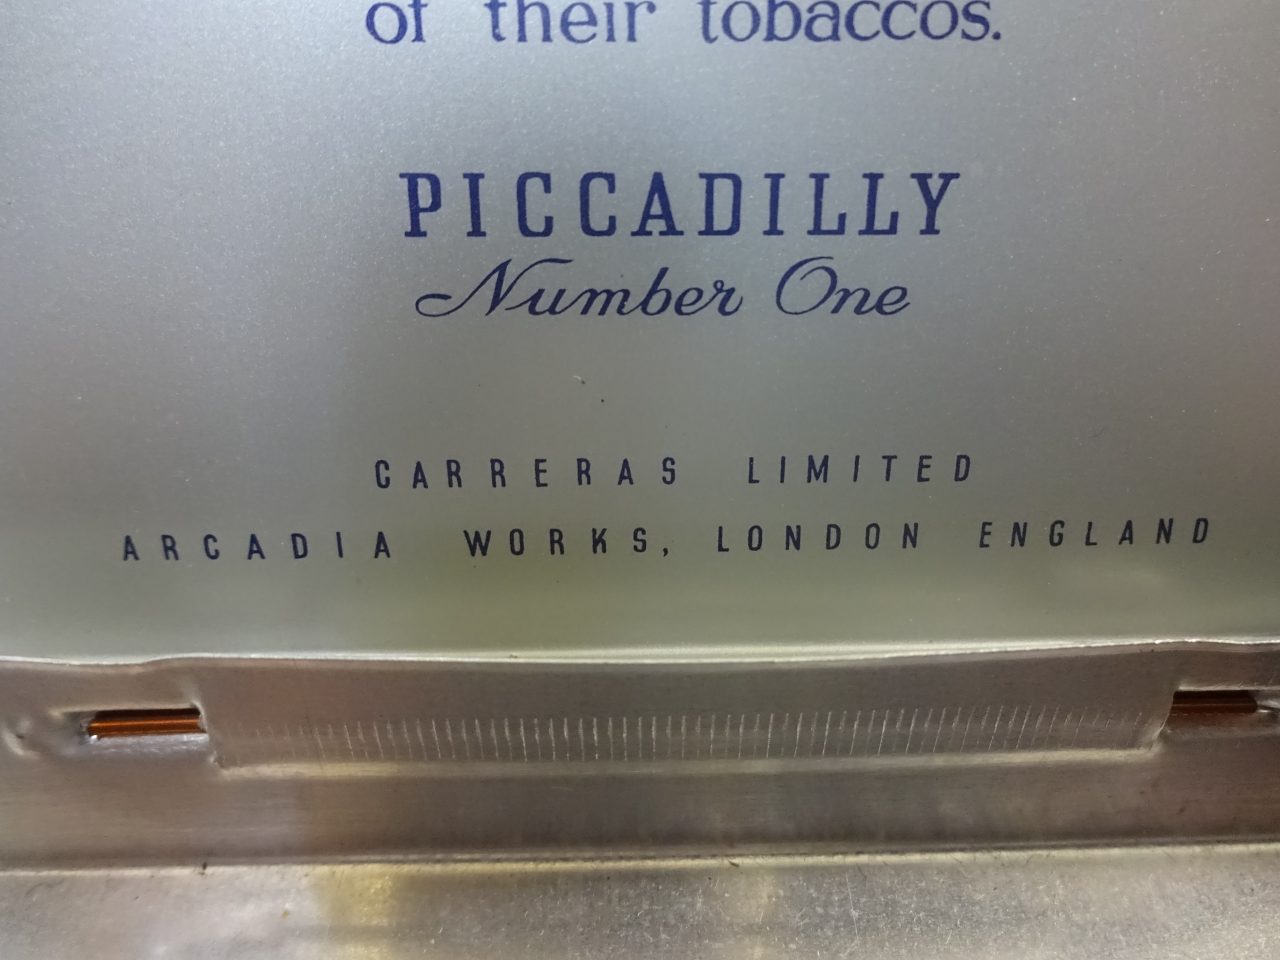 of their tobaccos.
PICCADILLY
Number One
CARRERAS LIMITED
ARCADIA WORKS, LONDON ENGLAND